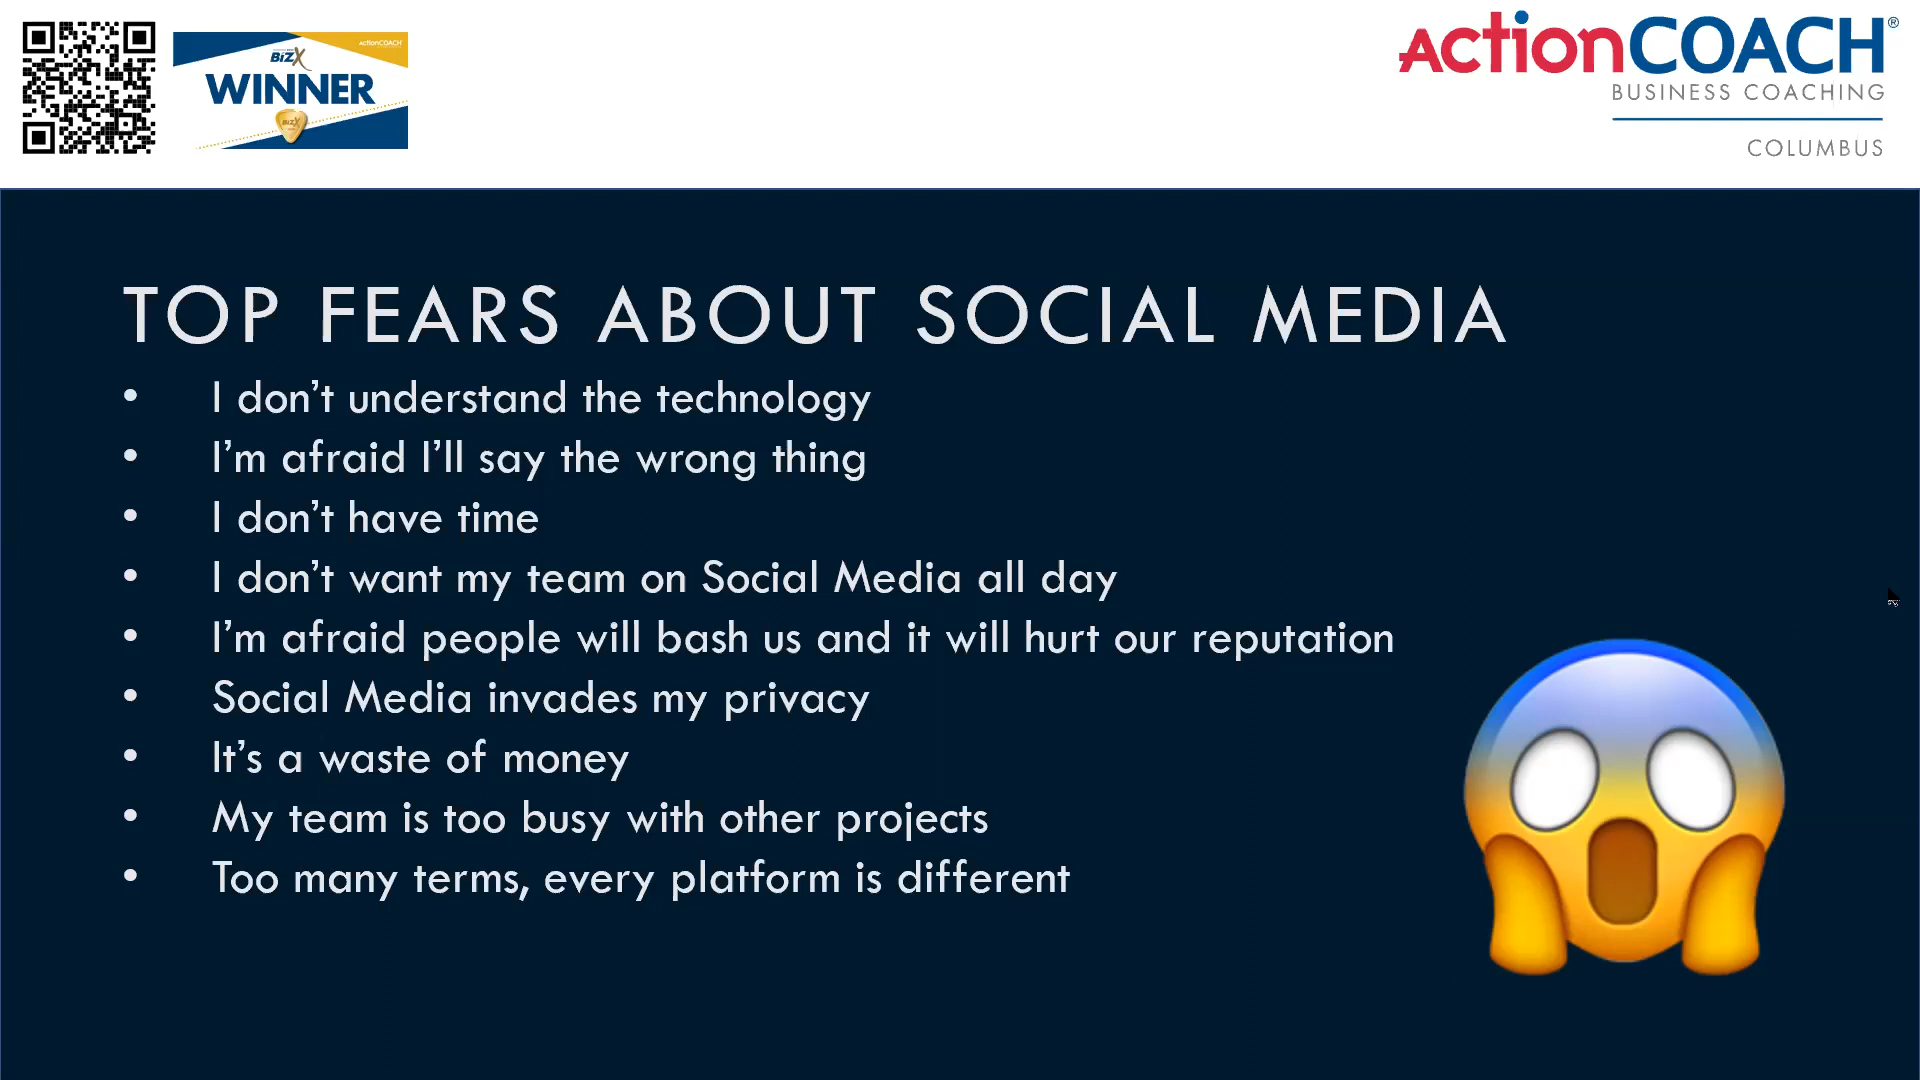 ActionCOACH
BizX
WINNER
BizX
ActionCOACH®
BUSINESS COACHING
COLUMBUS
TOP FEARS ABOUT SOCIAL MEDIA
• I don’t understand the technology
• I’m afraid I’ll say the wrong thing
• I don’t have time
• I don’t want my team on Social Media all day
• I’m afraid people will bash us and it will hurt our reputation
• Social Media invades my privacy
• It’s a waste of money
• My team is too busy with other projects
• Too many terms, every platform is different